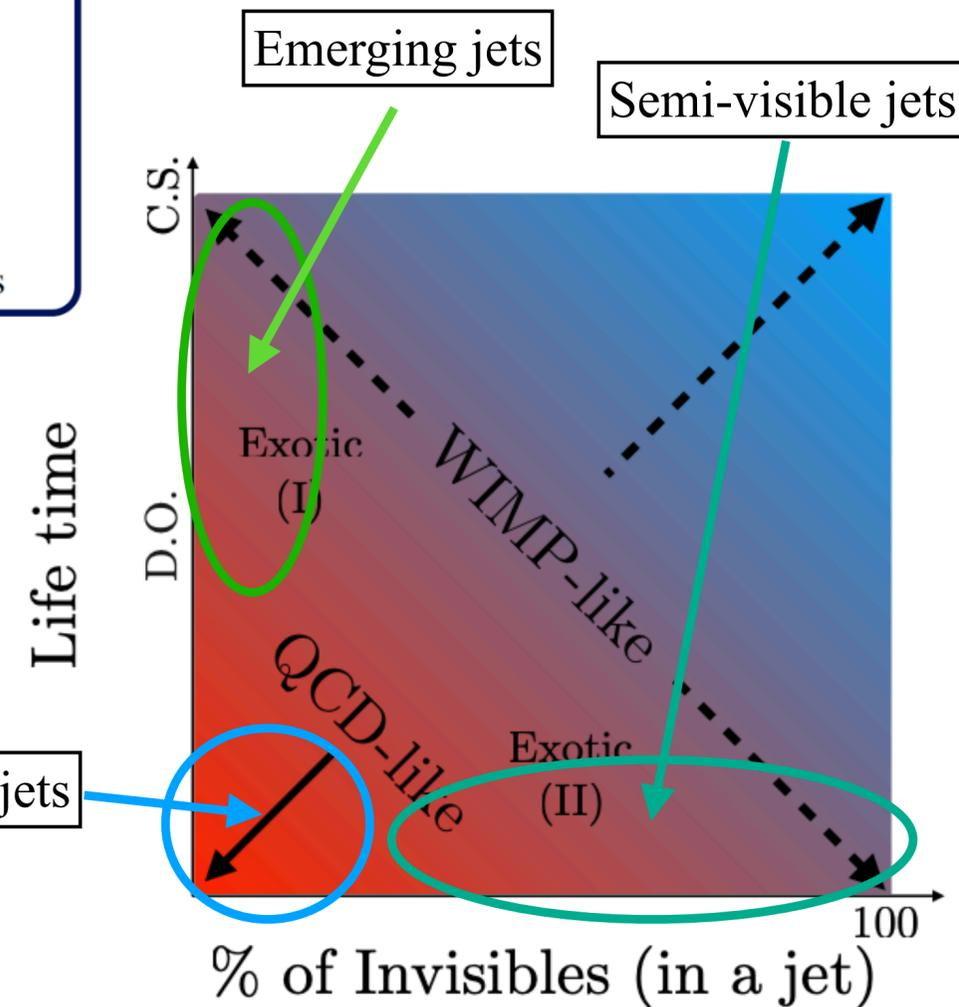 Emerging jets
Semi-visible jets
C.S.
s
Exotic
(I)
WIMP-like
Life time
D.O.
QCD-like
Exotic
(II)
jets
100
% of Invisibles (in a jet)